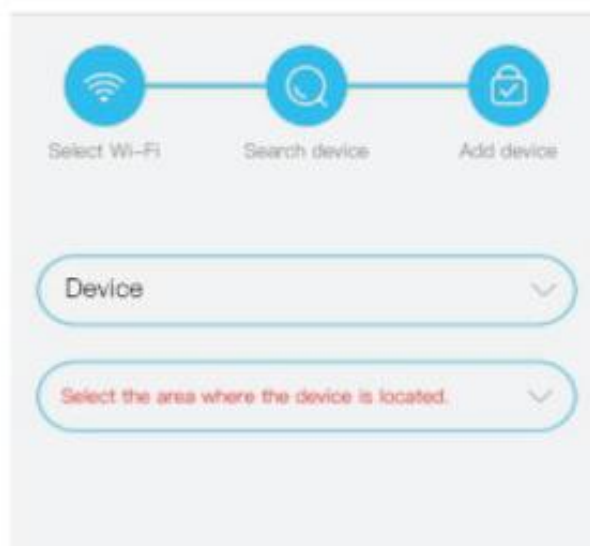 Select Wi-Fi
Search device
Add device
Device
Select the area where the device is located.